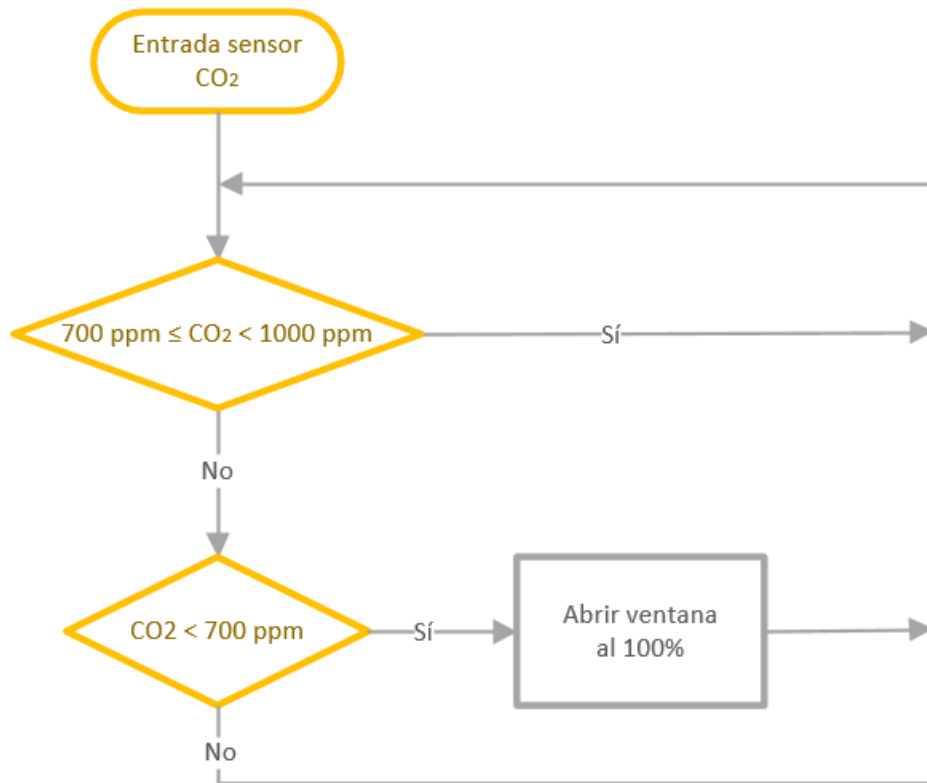 Entrada sensor
CO₂
700 ppm ≤ CO₂ < 1000 ppm
Sí
No
CO2 < 700 ppm
Sí
Abrir ventana
al 100%
No